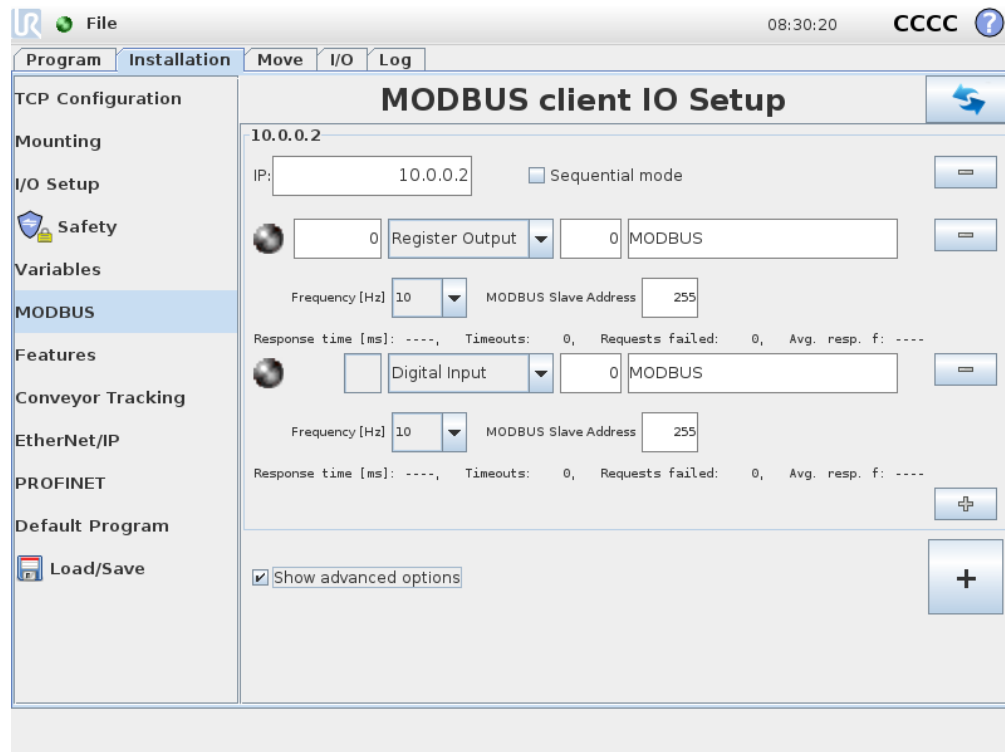 UR File 08:30:20 CCCC ?
Program Installation Move I/O Log
TCP Configuration
Mounting
I/O Setup
Safety
Variables
MODBUS
Features
Conveyor Tracking
EtherNet/IP
PROFINET
Default Program
Load/Save
MODBUS client IO Setup
10.0.0.2
IP: 10.0.0.2 Sequential mode
0 Register Output 0 MODBUS
Frequency [Hz] 10 MODBUS Slave Address 255
Response time [ms]: ----, Timeouts: 0, Requests failed: 0, Avg. resp. f: ----
Digital Input 0 MODBUS
Frequency [Hz] 10 MODBUS Slave Address 255
Response time [ms]: ----, Timeouts: 0, Requests failed: 0, Avg. resp. f: ----
Show advanced options